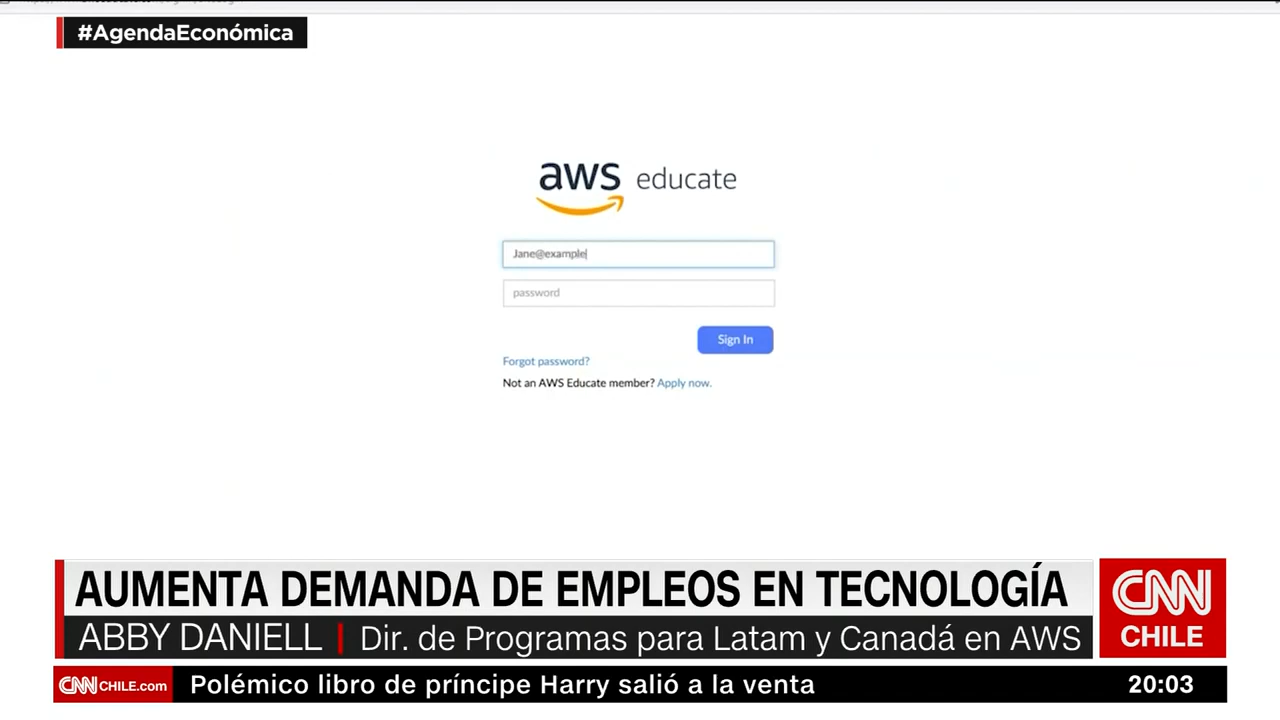 #AgendaEconómica
aws educate
Jane@example
password
Sign In
Forgot password?
Not an AWS Educate member? Apply now.
AUMENTA DEMANDA DE EMPLEOS EN TECNOLOGÍA
CNN
CHILE
ABBY DANIELL | Dir. de Programas para Latam y Canadá en AWS
CNNCHILE.com Polémico libro de príncipe Harry salió a la venta 20:03